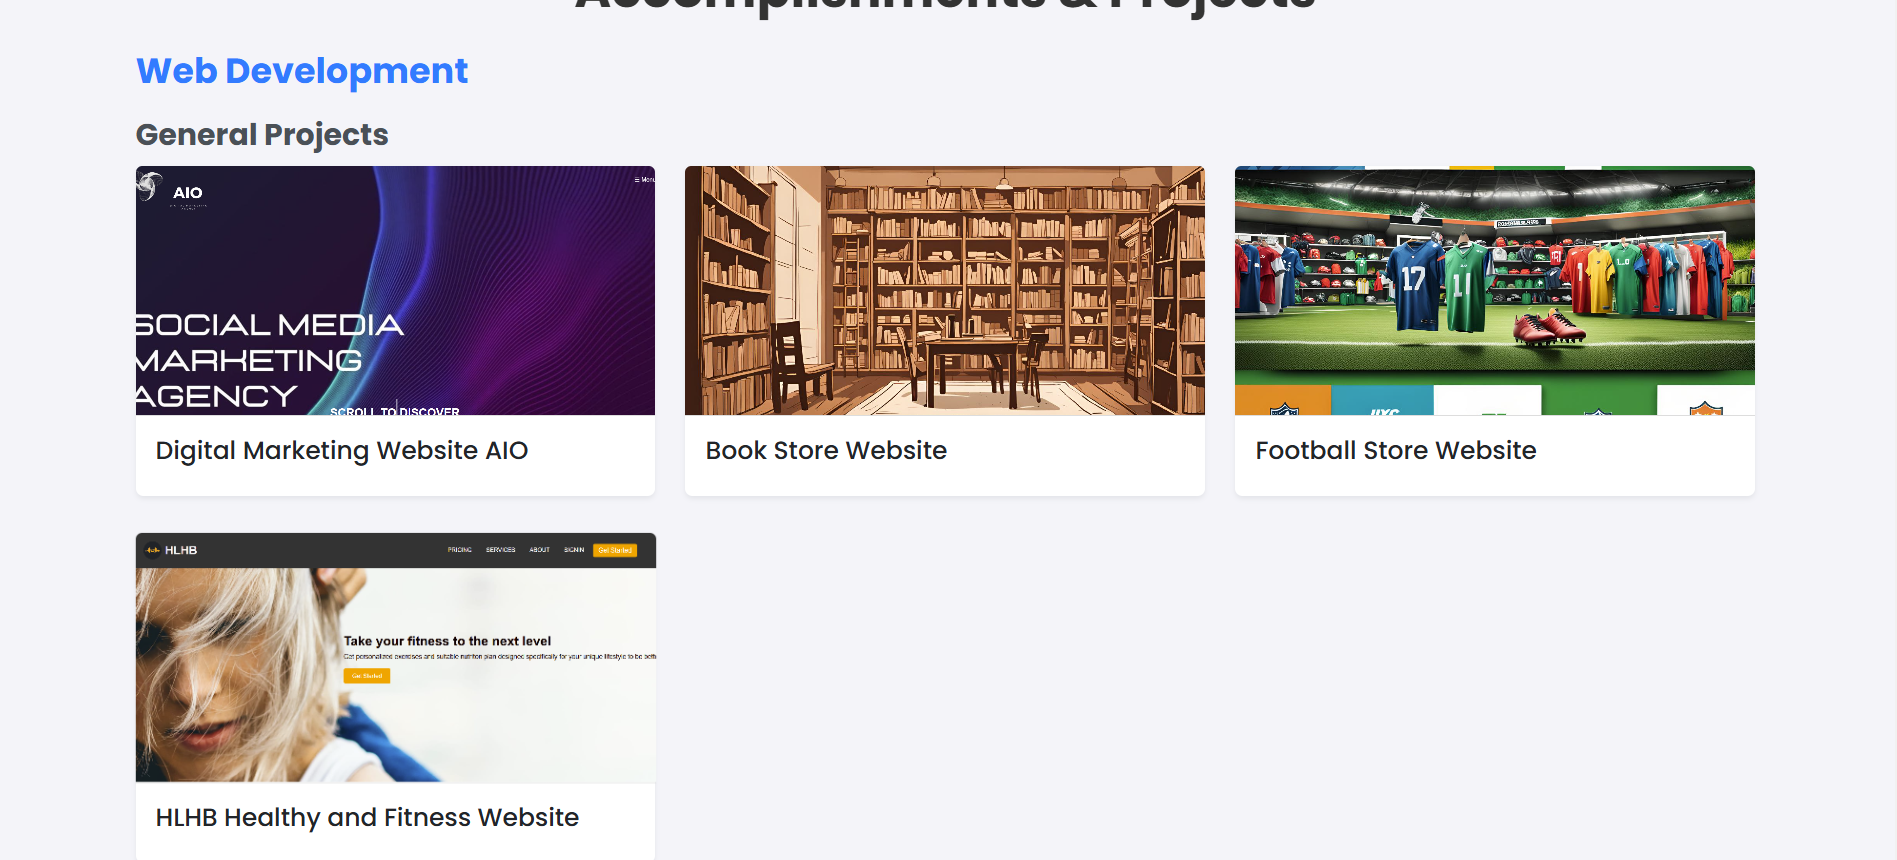 Accomplishments & Projects
Web Development
General Projects
AIO
☰ Menu
SOCIAL MEDIA
MARKETING
AGENCY
SCROLL TO DISCOVER
Digital Marketing Website AIO
Book Store Website
17
11
1
Football Store Website
HLHB
PRICING SERVICES ABOUT SIGNIN Get Started
Take your fitness to the next level
Get personalized exercises and suitable nutrition plan designed specifically for your unique lifestyle to be
Get Started
HLHB Healthy and Fitness Website